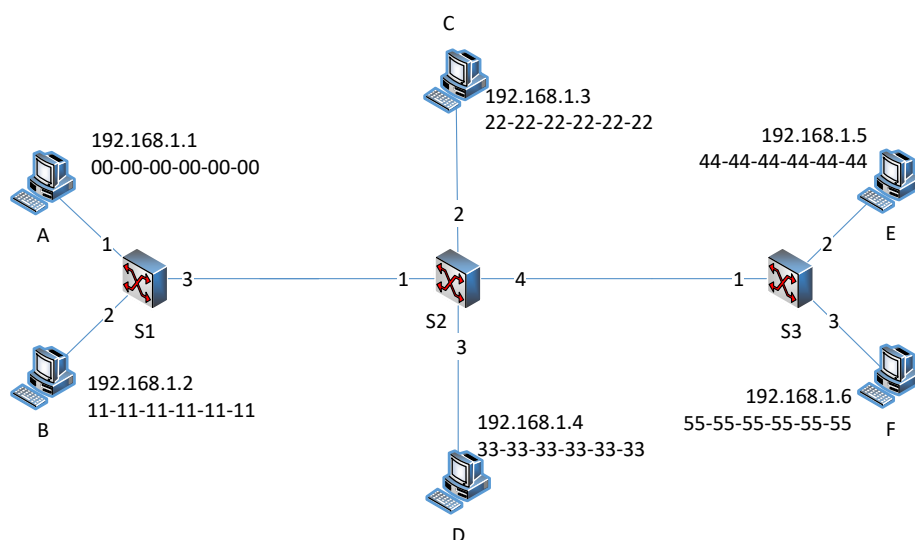 C
192.168.1.3
22-22-22-22-22-22
192.168.1.1
00-00-00-00-00-00
192.168.1.5
44-44-44-44-44-44
A
1
2
2
E
3
1
4
1
2
S1
S2
3
S3
3
B
192.168.1.2
11-11-11-11-11-11
192.168.1.4
33-33-33-33-33-33
D
192.168.1.6
55-55-55-55-55-55
F